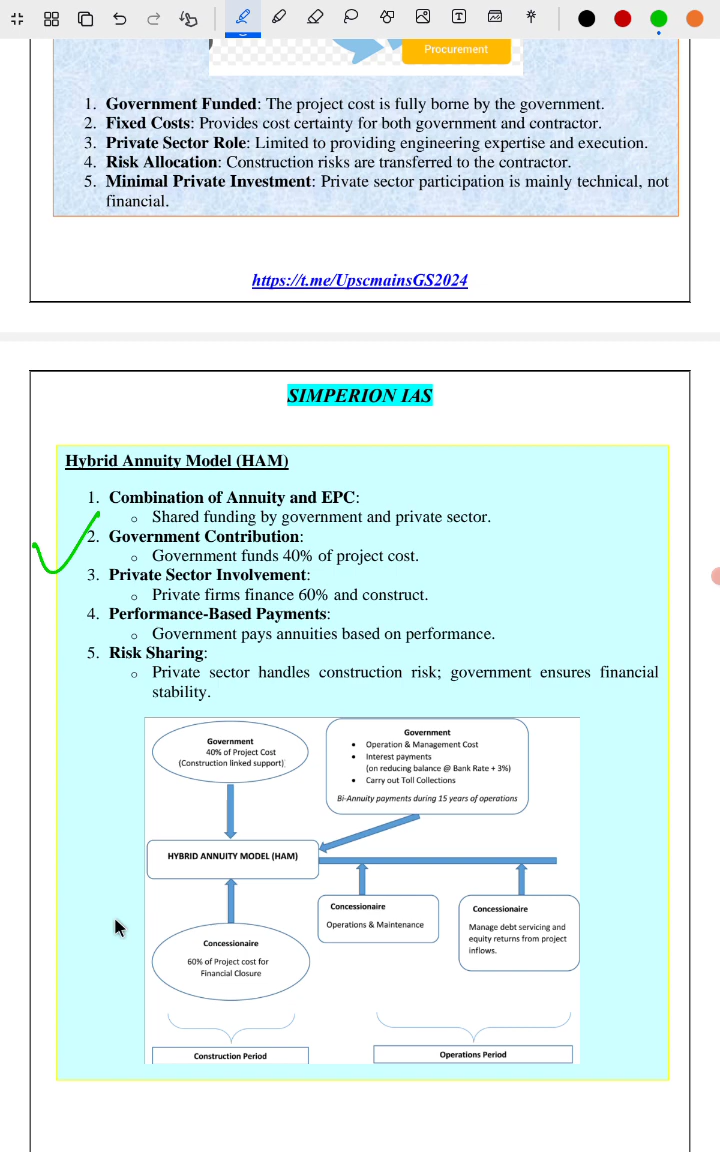 Procurement
1. Government Funded: The project cost is fully borne by the government.
2. Fixed Costs: Provides cost certainty for both government and contractor.
3. Private Sector Role: Limited to providing engineering expertise and execution.
4. Risk Allocation: Construction risks are transferred to the contractor.
5. Minimal Private Investment: Private sector participation is mainly technical, not
financial.
https://t.me/UpscmainsGS2024
SIMPERION IAS
Hybrid Annuity Model (HAM)
1. Combination of Annuity and EPC:
o Shared funding by government and private sector.
2. Government Contribution:
o Government funds 40% of project cost.
3. Private Sector Involvement:
o Private firms finance 60% and construct.
4. Performance-Based Payments:
o Government pays annuities based on performance.
5. Risk Sharing:
o Private sector handles construction risk; government ensures financial
stability.
Government
40% of Project Cost
(Construction linked support)
Government
• Operation & Management Cost
• Interest payments
(on reducing balance @ Bank Rate + 3%)
• Carry out Toll Collections
Bi-Annuity payments during 15 years of operations
HYBRID ANNUITY MODEL (HAM)
Concessionaire
Operations & Maintenance
Concessionaire
Manage debt servicing and
equity returns from project
inflows.
Concessionaire
60% of Project cost for
Financial Closure
Construction Period
Operations Period